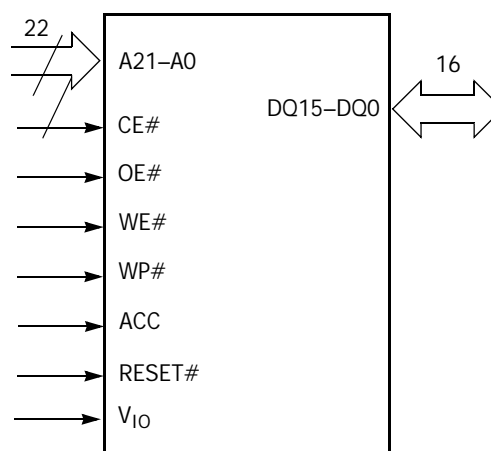 22
A21–A0
16
DQ15–DQ0
CE#
OE#
WE#
WP#
ACC
RESET#
VIO